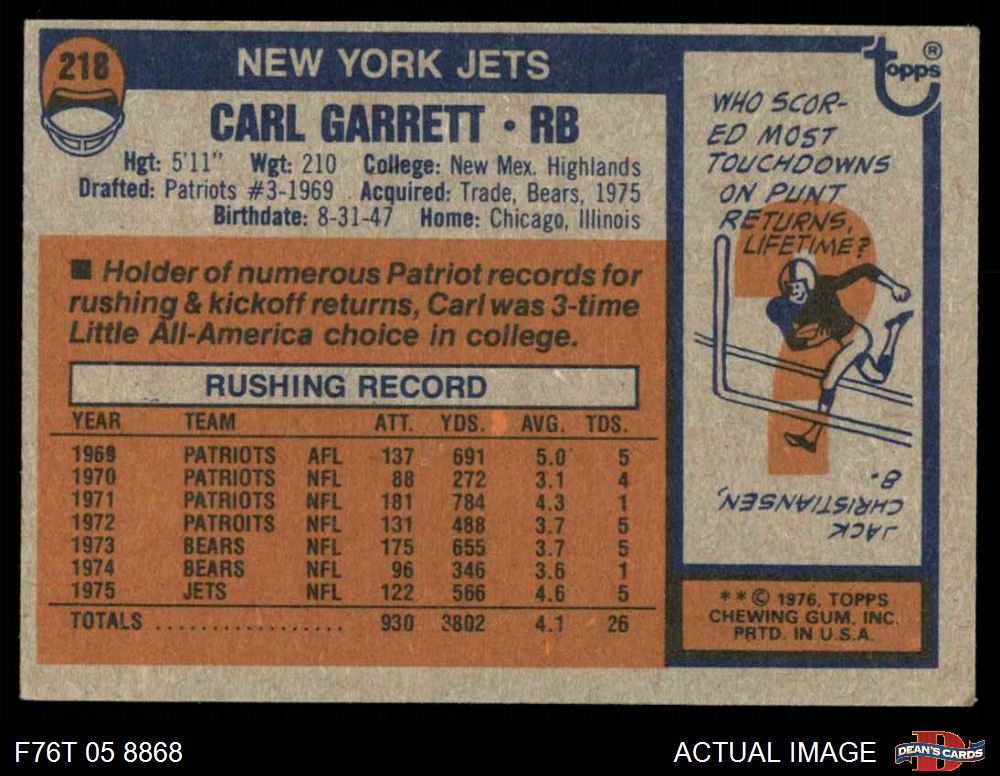 218
NEW YORK JETS
CARL GARRETT • RB
Hgt: 5'11" Wgt: 210 College: New Mex. Highlands
Drafted: Patriots #3-1969 Acquired: Trade, Bears, 1975
Birthdate: 8-31-47 Home: Chicago, Illinois
■ Holder of numerous Patriot records for
rushing & kickoff returns, Carl was 3-time
Little All-America choice in college.
RUSHING RECORD
YEAR TEAM ATT. YDS. AVG. TDS.
1969 PATRIOTS AFL 137 691 5.0 5
1970 PATRIOTS NFL 88 272 3.1 4
1971 PATRIOTS NFL 181 784 4.3 1
1972 PATROITS NFL 131 488 3.7 5
1973 BEARS NFL 175 655 3.7 5
1974 BEARS NFL 96 346 3.6 1
1975 JETS NFL 122 566 4.6 5
TOTALS .................. 930 3802 4.1 26
topps®
WHO SCOR-
ED MOST
TOUCHDOWNS
ON PUNT
RETURNS,
LIFETIME?
?
JACK
CHRISTIANSEN,
8.
**© 1976, TOPPS
CHEWING GUM, INC.
PRTD. IN U.S.A.
F76T 05 8868
ACTUAL IMAGE
DEAN'S CARDS